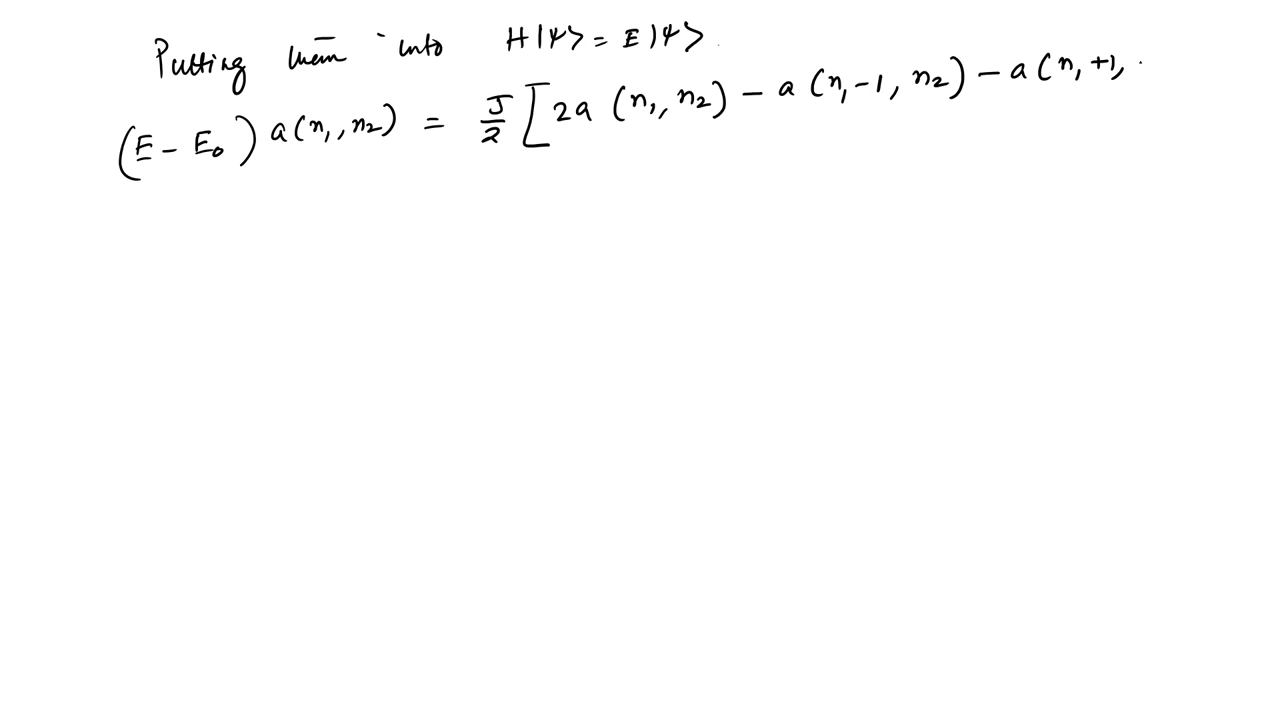 Putting them into H|ψ> = E|ψ>
(E - E₀) a(n₁, n₂) = J/2 [2a (n₁, n₂) - a (n₁-1, n₂) - a (n₁+1,